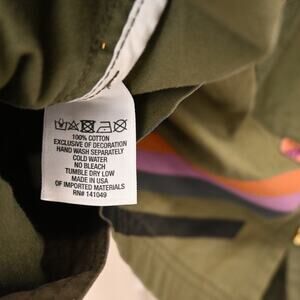 100% COTTON
EXCLUSIVE OF DECORATION
HAND WASH SEPARATELY
COLD WATER
NO BLEACH
TUMBLE DRY LOW
MADE IN USA
OF IMPORTED MATERIALS
RN# 141049